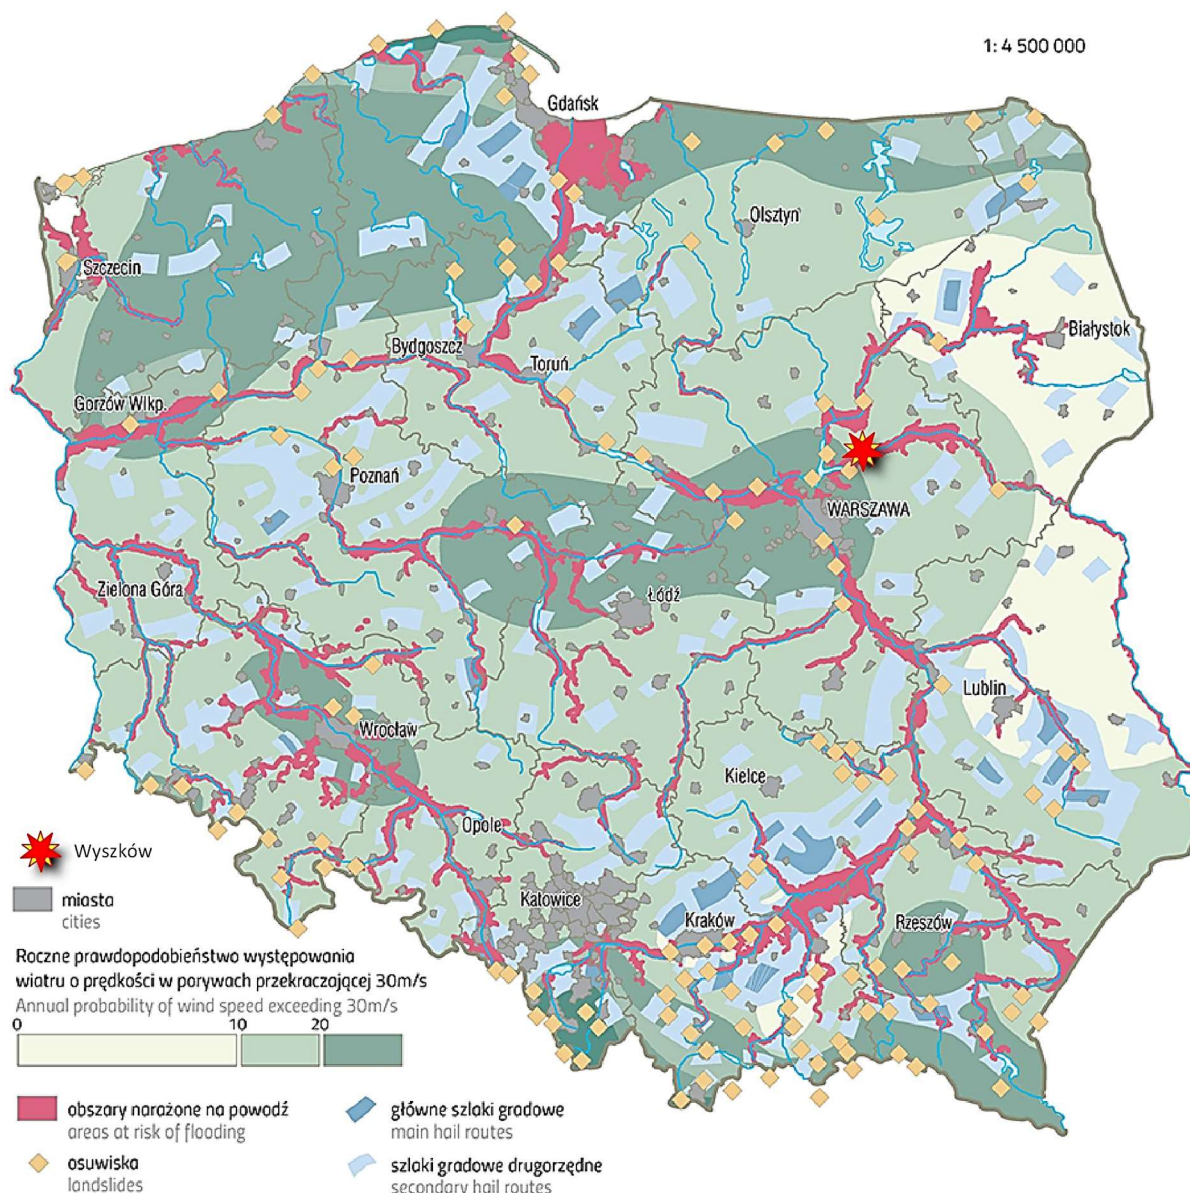 1: 4 500 000
Gdańsk
Olsztyn
Szczecin
Białystok
Bydgoszcz
Toruń
Gorzów Wlkp.
Poznań
WARSZAWA
Zielona Góra
Łódź
Lublin
Wrocław
Kielce
Opole
Katowice
Kraków
Rzeszów
Wyszków
miasta
cities
Roczne prawdopodobieństwo występowania
wiatru o prędkości w porywach przekraczającej 30m/s
Annual probability of wind speed exceeding 30m/s
0 10 20
obszary narażone na powodź
areas at risk of flooding
osuwiska
landslides
główne szlaki gradowe
main hail routes
szlaki gradowe drugorzędne
secondary hail routes